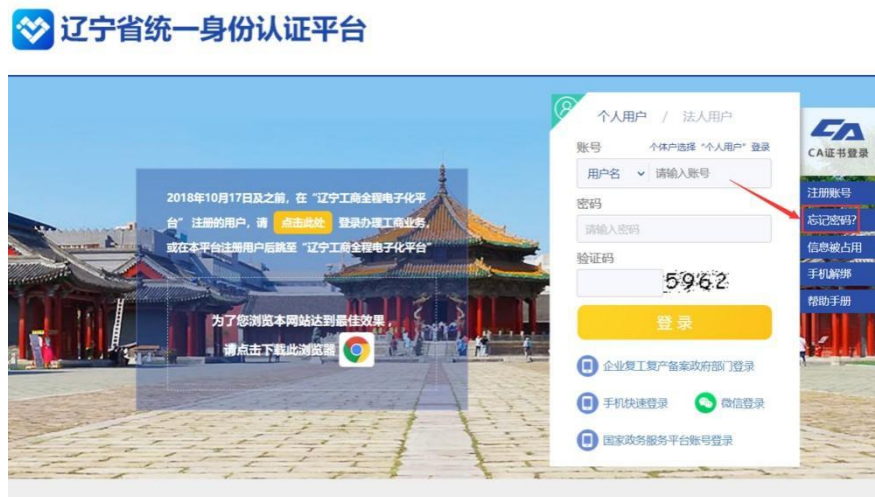 辽宁省统一身份认证平台
个人用户 / 法人用户
账号 个体户选择“个人用户”登录
用户名 请输入账号
密码
请输入密码
验证码
5962
登录
企业复工复产备案政府部门登录
手机快速登录 微信登录
国家政务服务平台账号登录
2018年10月17日及之前，在“辽宁工商全程电子化平
台”注册的用户，请 点击此处 登录办理工商业务，
或在本平台注册用户后跳至“辽宁工商全程电子化平台”
为了您浏览本网站达到最佳效果，
请点击下载此浏览器
CA
CA证书登录
注册账号
忘记密码?
信息被占用
手机解绑
帮助手册